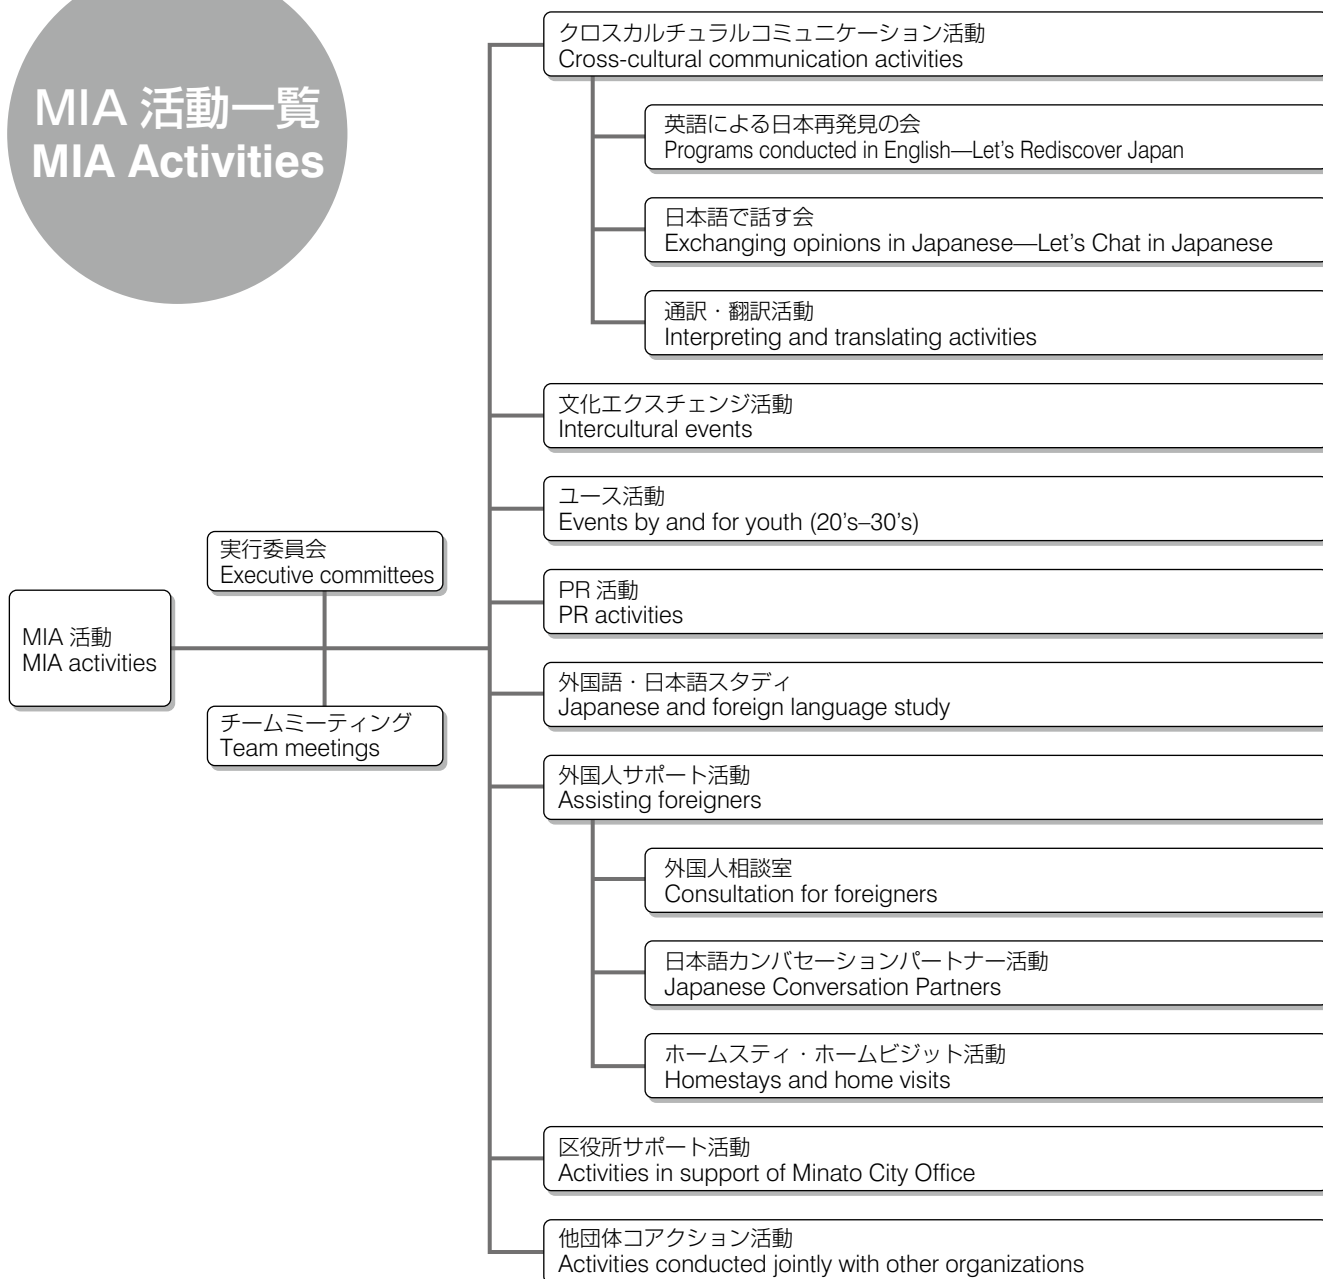 MIA 活動一覧
MIA Activities
クロスカルチュラルコミュニケーション活動
Cross-cultural communication activities
英語による日本再発見の会
Programs conducted in English—Let's Rediscover Japan
日本語で話す会
Exchanging opinions in Japanese—Let's Chat in Japanese
通訳・翻訳活動
Interpreting and translating activities
文化エクスチェンジ活動
Intercultural events
ユース活動
Events by and for youth (20's–30's)
実行委員会
Executive committees
PR 活動
PR activities
MIA 活動
MIA activities
外国語・日本語スタディ
Japanese and foreign language study
チームミーティング
Team meetings
外国人サポート活動
Assisting foreigners
外国人相談室
Consultation for foreigners
日本語カンバセーションパートナー活動
Japanese Conversation Partners
ホームスティ・ホームビジット活動
Homestays and home visits
区役所サポート活動
Activities in support of Minato City Office
他団体コアクション活動
Activities conducted jointly with other organizations